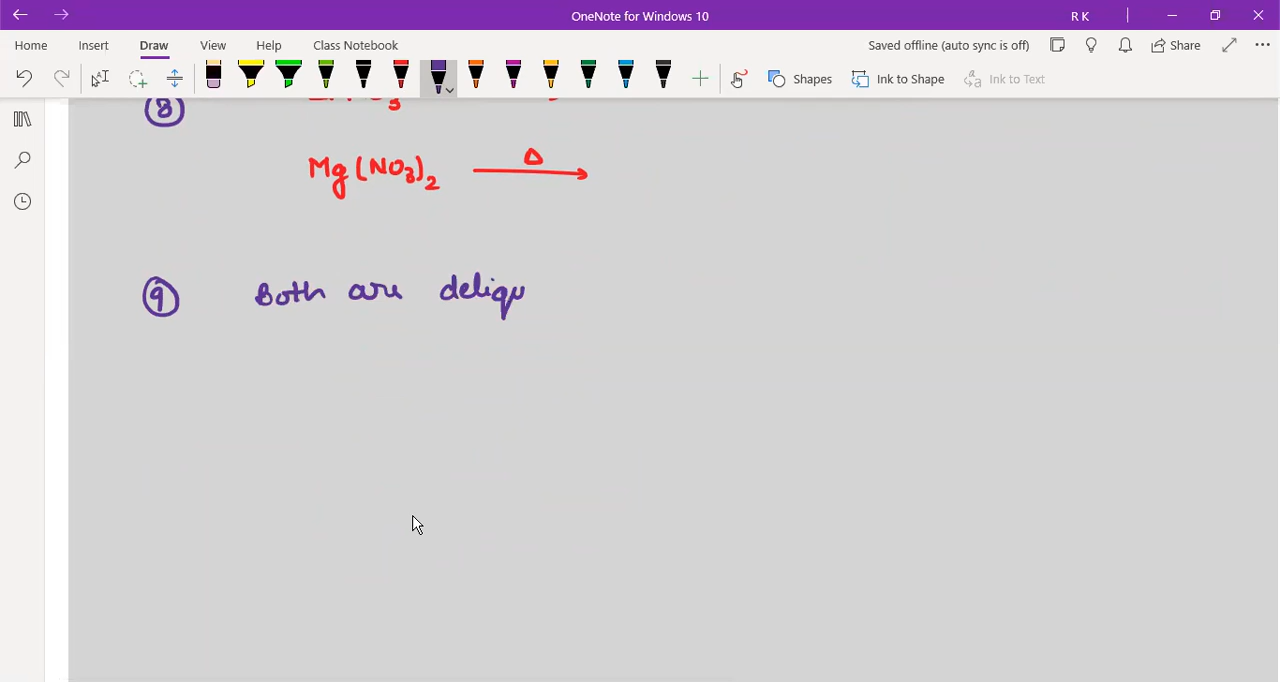 OneNote for Windows 10
R K
Home Insert Draw View Help Class Notebook
Saved offline (auto sync is off) Share
Shapes Ink to Shape Ink to Text
8
Mg(NO3)2 Δ
9 Both are deliqu